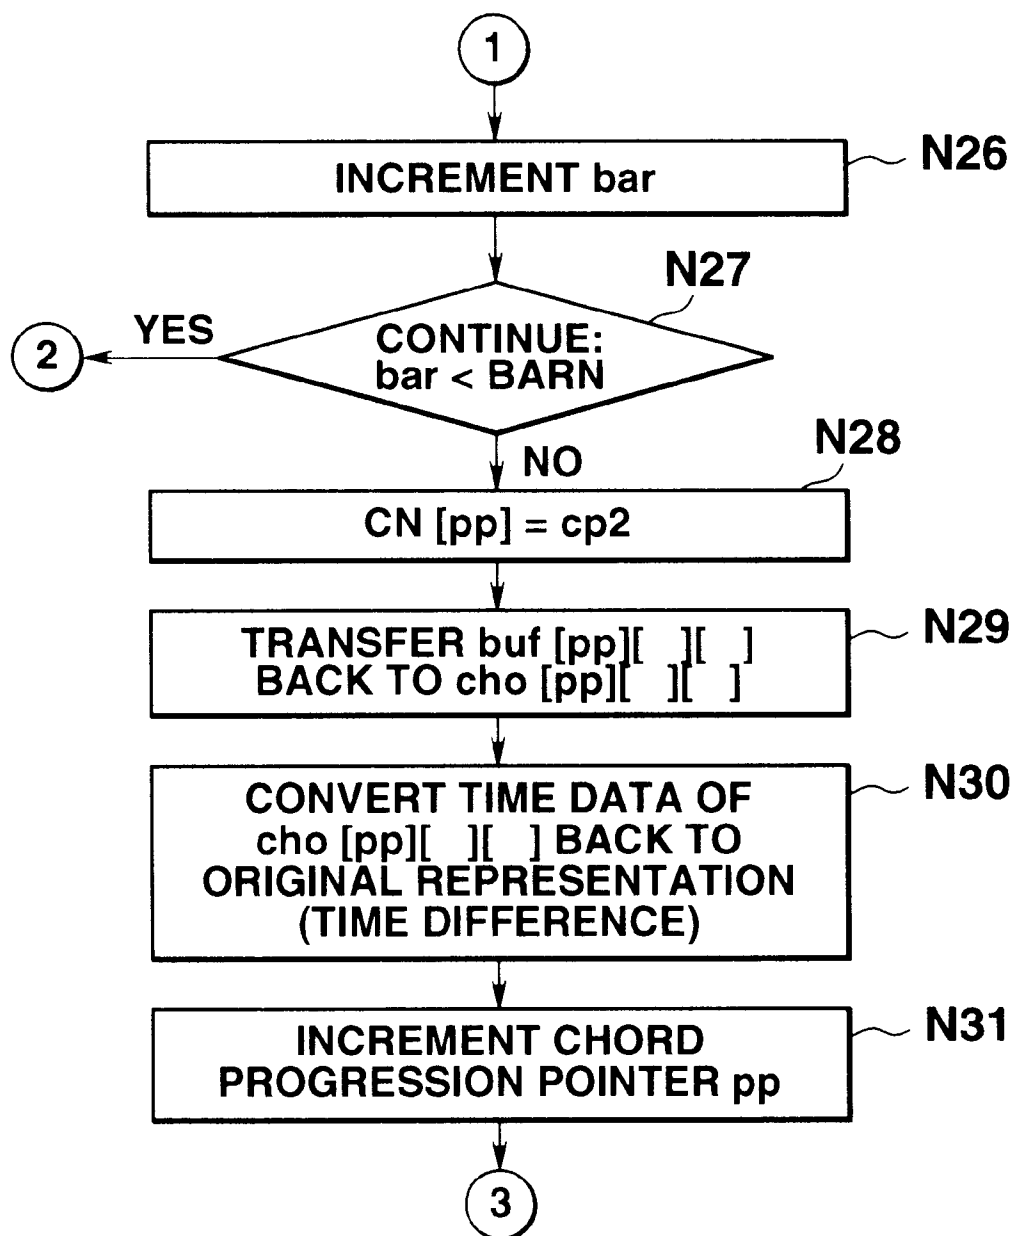 1
INCREMENT bar
N26
N27
CONTINUE:
bar < BARN
YES
2
NO
N28
CN [pp] = cp2
N29
TRANSFER buf [pp][ ][ ]
BACK TO cho [pp][ ][ ]
N30
CONVERT TIME DATA OF
cho [pp][ ][ ] BACK TO
ORIGINAL REPRESENTATION
(TIME DIFFERENCE)
N31
INCREMENT CHORD
PROGRESSION POINTER pp
3